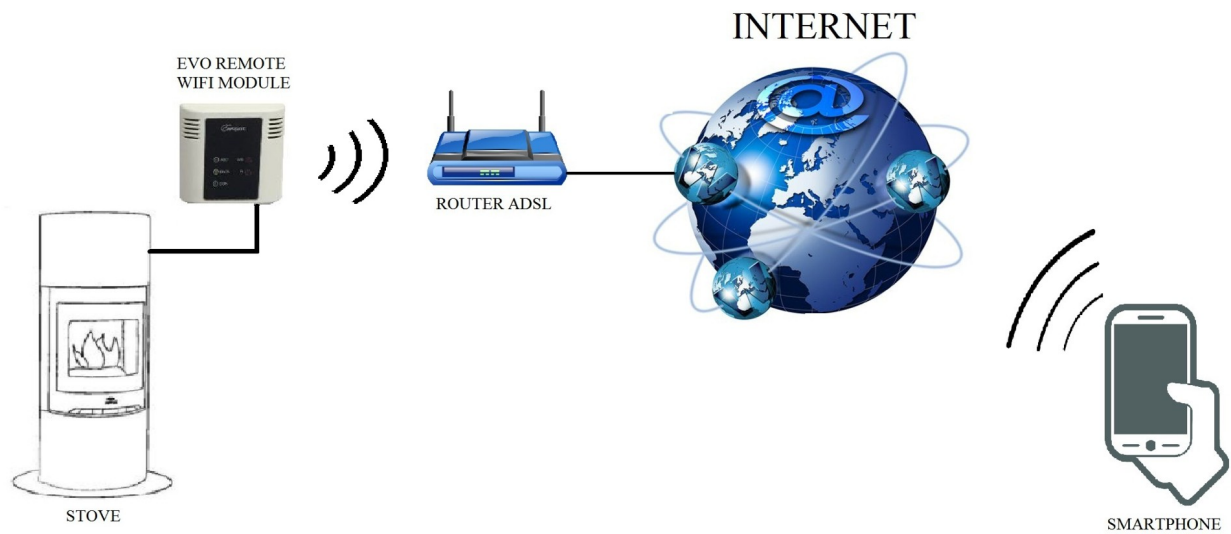 INTERNET
EVO REMOTE
WIFI MODULE
ROUTER ADSL
STOVE
SMARTPHONE